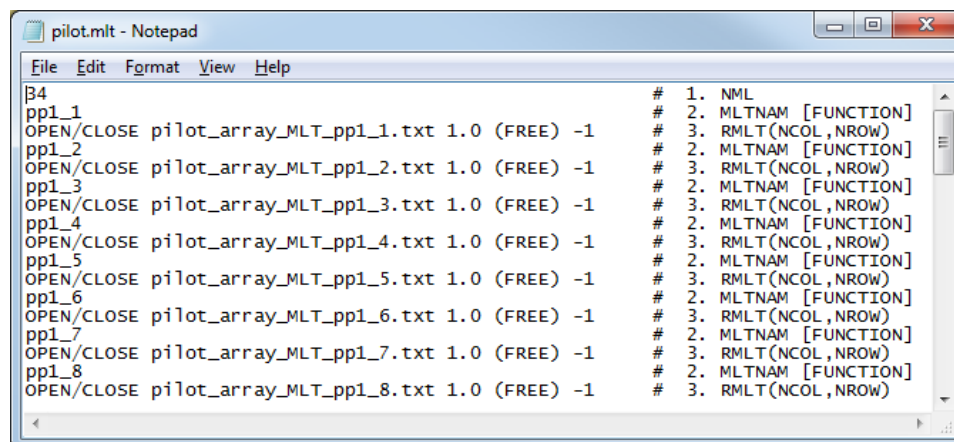 pilot.mlt - Notepad
File Edit Format View Help
34 # 1. NML
pp1_1 # 2. MLTNAM [FUNCTION]
OPEN/CLOSE pilot_array_MLT_pp1_1.txt 1.0 (FREE) -1 # 3. RMLT(NCOL,NROW)
pp1_2 # 2. MLTNAM [FUNCTION]
OPEN/CLOSE pilot_array_MLT_pp1_2.txt 1.0 (FREE) -1 # 3. RMLT(NCOL,NROW)
pp1_3 # 2. MLTNAM [FUNCTION]
OPEN/CLOSE pilot_array_MLT_pp1_3.txt 1.0 (FREE) -1 # 3. RMLT(NCOL,NROW)
pp1_4 # 2. MLTNAM [FUNCTION]
OPEN/CLOSE pilot_array_MLT_pp1_4.txt 1.0 (FREE) -1 # 3. RMLT(NCOL,NROW)
pp1_5 # 2. MLTNAM [FUNCTION]
OPEN/CLOSE pilot_array_MLT_pp1_5.txt 1.0 (FREE) -1 # 3. RMLT(NCOL,NROW)
pp1_6 # 2. MLTNAM [FUNCTION]
OPEN/CLOSE pilot_array_MLT_pp1_6.txt 1.0 (FREE) -1 # 3. RMLT(NCOL,NROW)
pp1_7 # 2. MLTNAM [FUNCTION]
OPEN/CLOSE pilot_array_MLT_pp1_7.txt 1.0 (FREE) -1 # 3. RMLT(NCOL,NROW)
pp1_8 # 2. MLTNAM [FUNCTION]
OPEN/CLOSE pilot_array_MLT_pp1_8.txt 1.0 (FREE) -1 # 3. RMLT(NCOL,NROW)